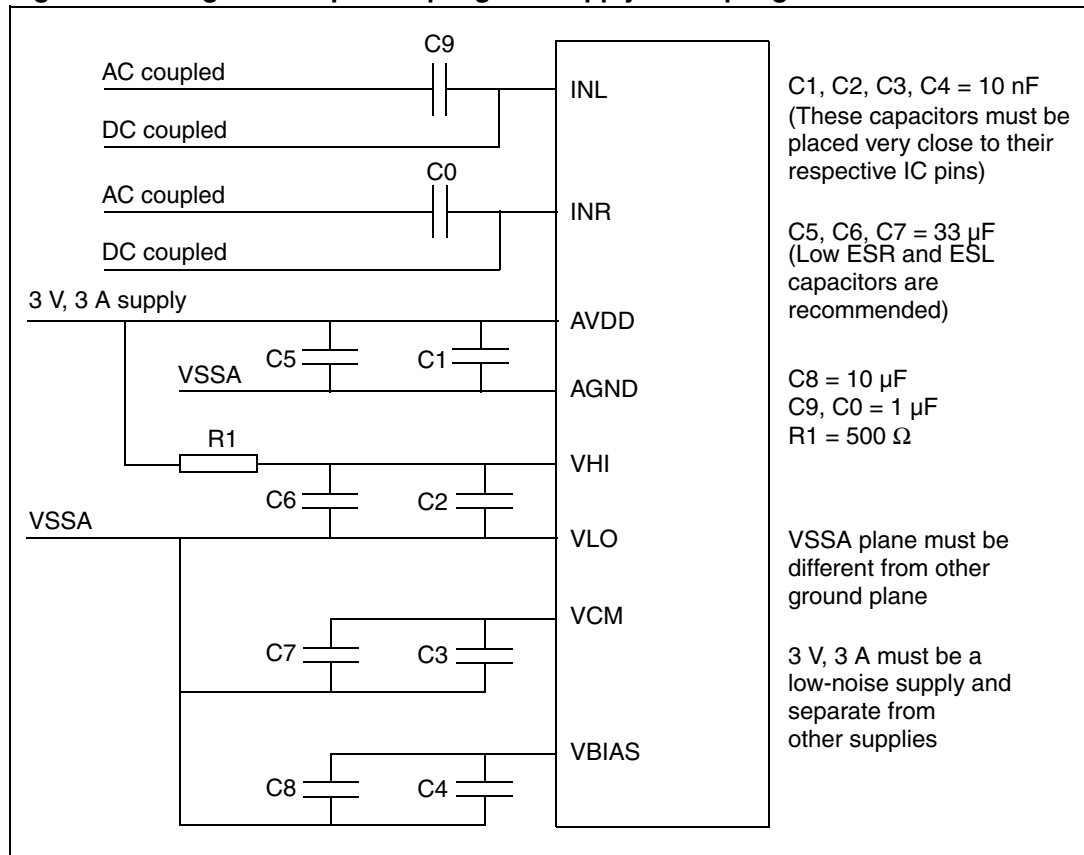 C9
AC coupled
INL
DC coupled
C0
AC coupled
INR
DC coupled
3 V, 3 A supply
AVDD
C5
C1
VSSA
AGND
R1
VHI
C6
C2
VSSA
VLO
VCM
C7
C3
VBIAS
C8
C4
C1, C2, C3, C4 = 10 nF
(These capacitors must be
placed very close to their
respective IC pins)
C5, C6, C7 = 33 µF
(Low ESR and ESL
capacitors are
recommended)
C8 = 10 µF
C9, C0 = 1 µF
R1 = 500 Ω
VSSA plane must be
different from other
ground plane
3 V, 3 A must be a
low-noise supply and
separate from
other supplies